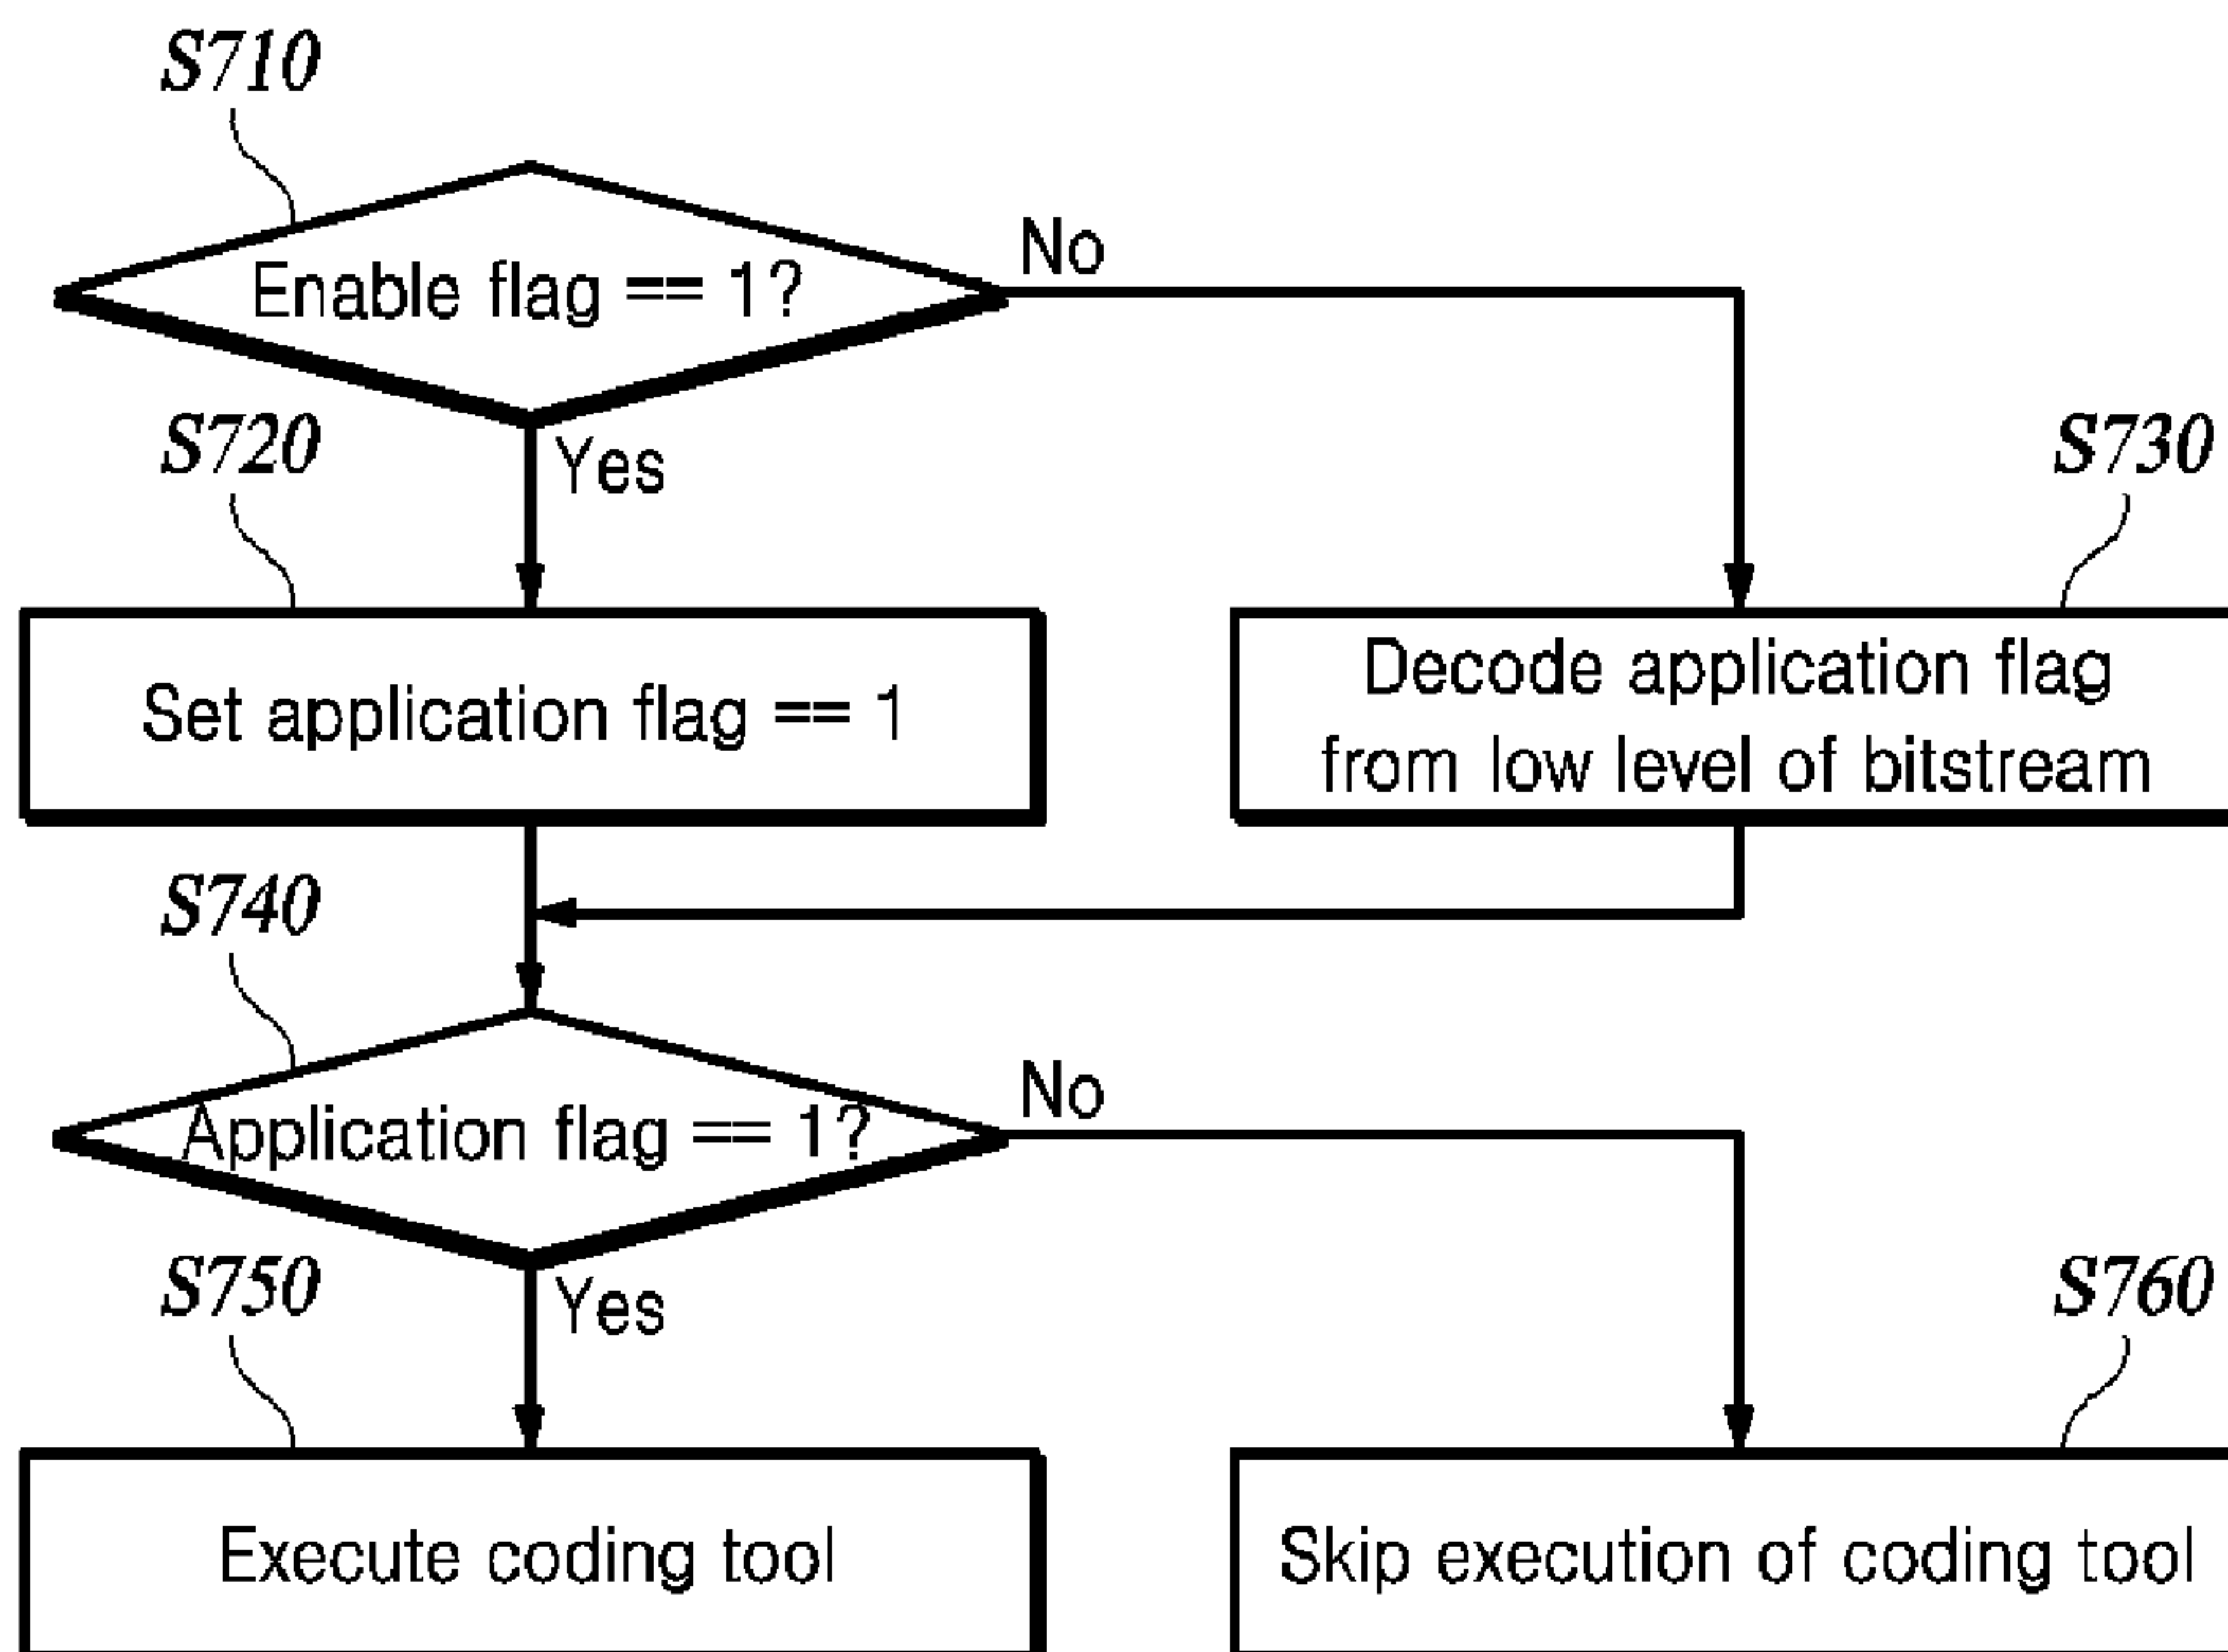 S710
Enable flag == 1?
No
S720
Yes
S730
Set application flag == 1
Decode application flag
from low level of bitstream
S740
Application flag == 1?
No
S750
Yes
S760
Execute coding tool
Skip execution of coding tool